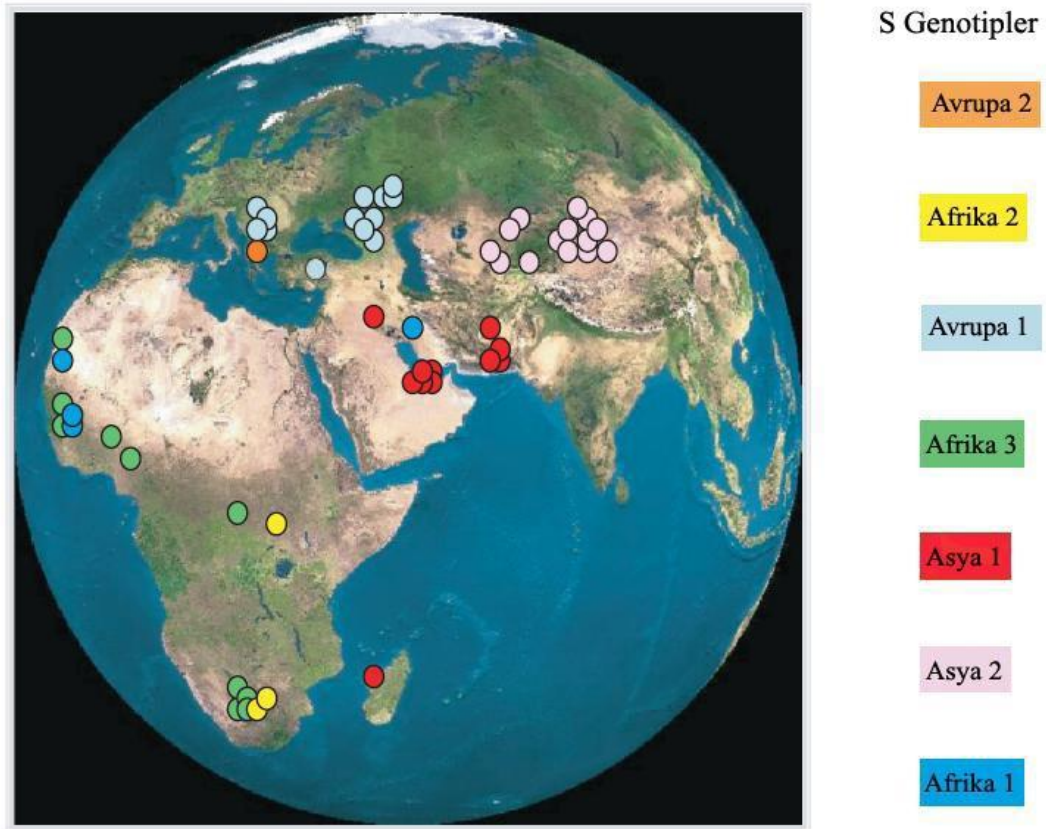 S Genotipler
Avrupa 2
Afrika 2
Avrupa 1
Afrika 3
Asya 1
Asya 2
Afrika 1